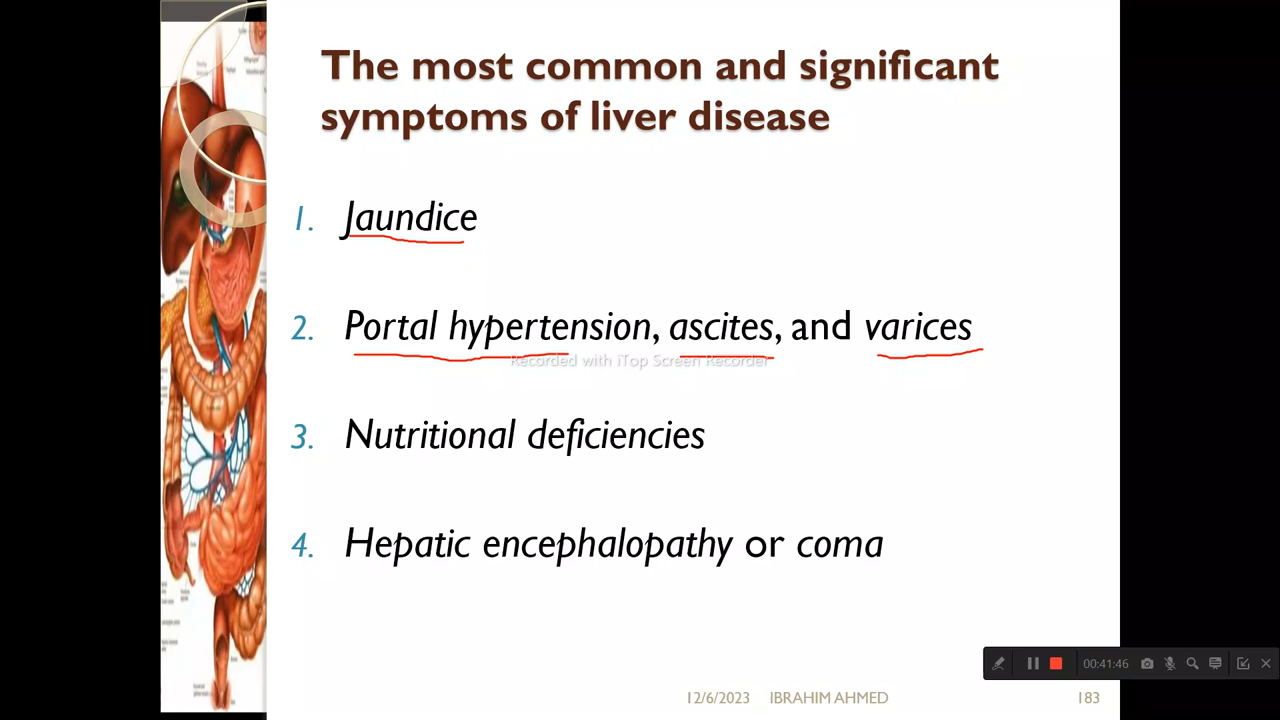 The most common and significant
symptoms of liver disease
1. Jaundice
2. Portal hypertension, ascites, and varices
Recorded with iTop Screen Recorder
3. Nutritional deficiencies
4. Hepatic encephalopathy or coma
00:41:46
12/6/2023 IBRAHIM AHMED 183